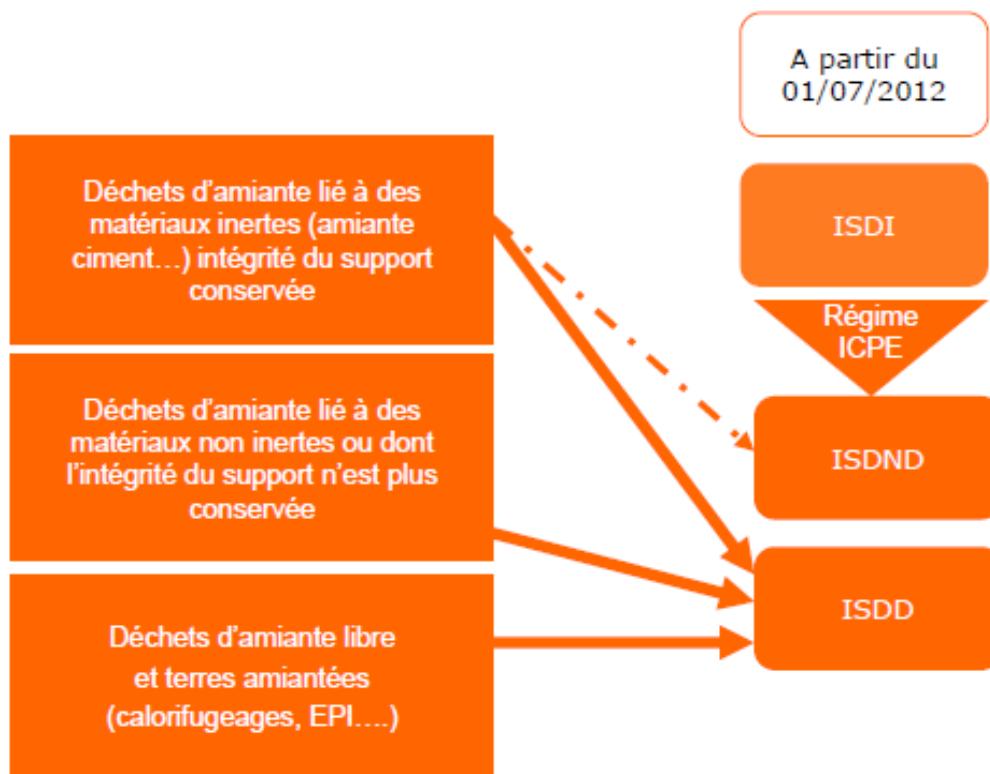 A partir du
01/07/2012
Déchets d'amiante lié à des
matériaux inertes (amiante
ciment...) intégrité du support
conservée
ISDI
Régime
ICPE
Déchets d'amiante lié à des
matériaux non inertes ou dont
l'intégrité du support n'est plus
conservée
ISDND
Déchets d'amiante libre
et terres amiantées
(calorifugeages, EPI....)
ISDD